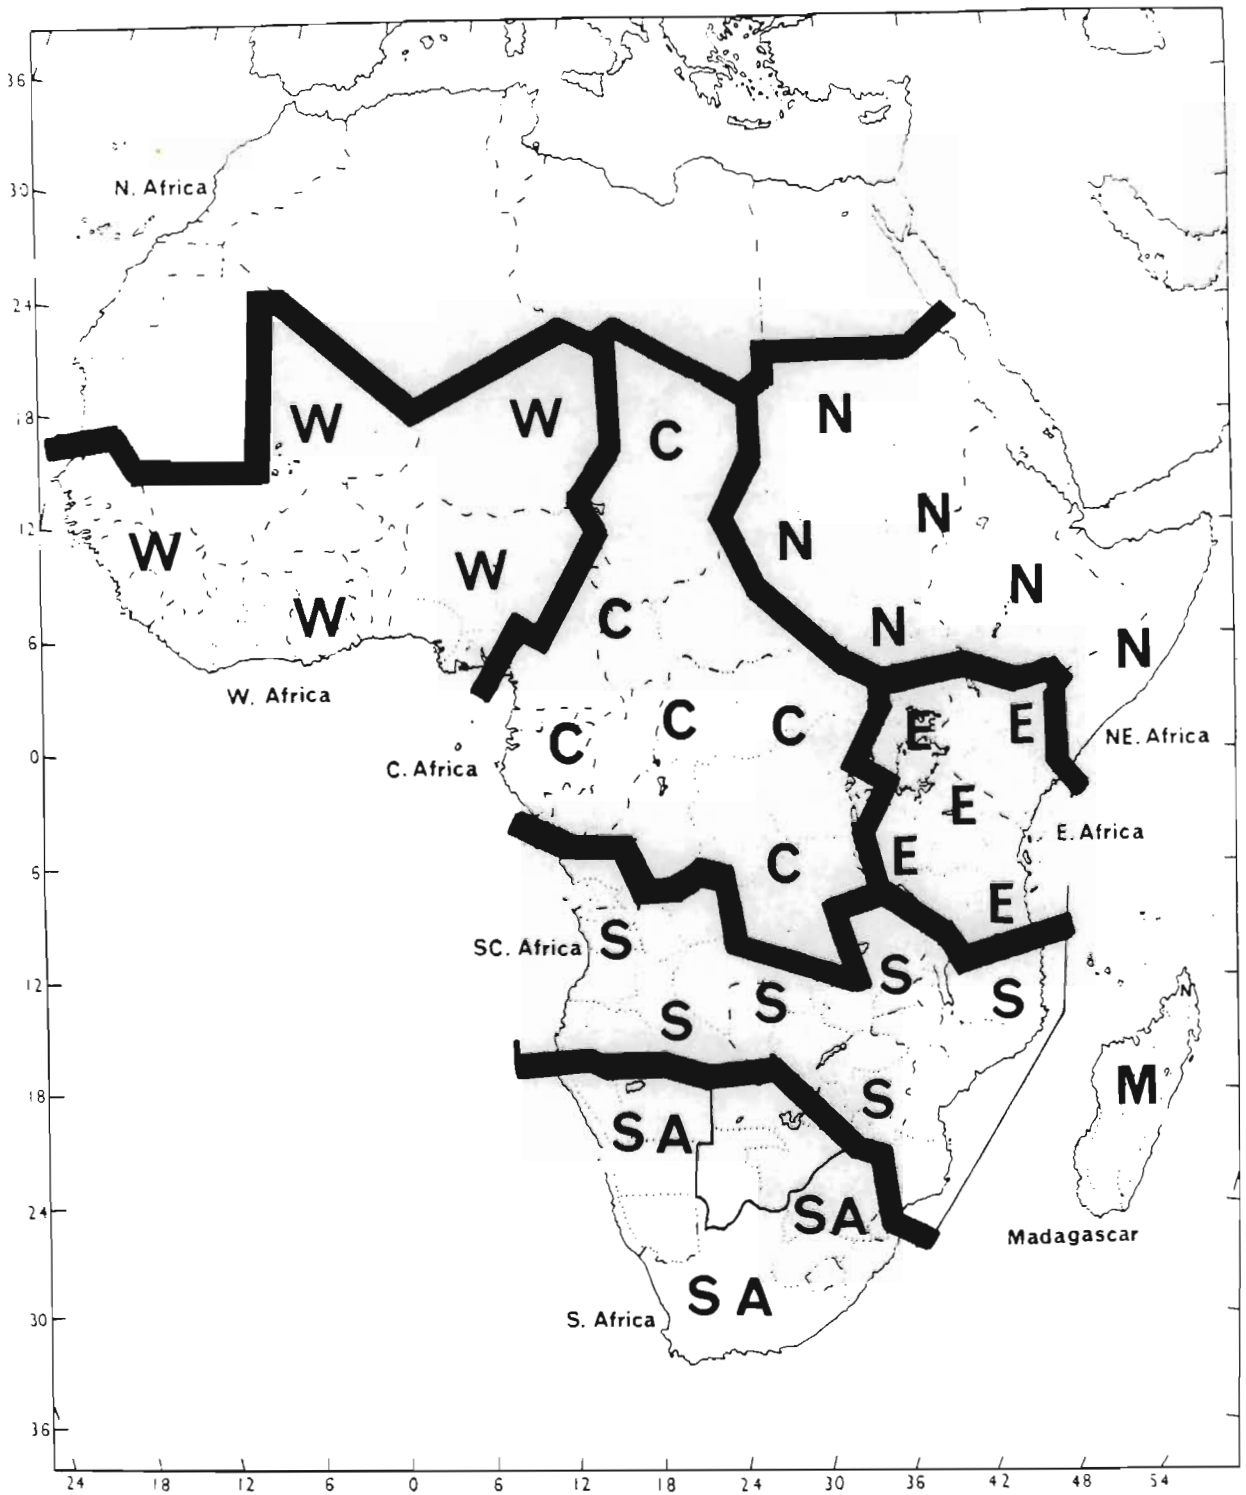 36
N. Africa
30
24
18
W
W
C
N
W
W
W
12
N
N
N
C
N
N
6
W. Africa
C
C
C
E
E
NE. Africa
0
C. Africa
E
E. Africa
C
E
E
6
SC. Africa
S
S
S
S
S
N
12
M
S
18
SA
SA
24
Madagascar
SA
S. Africa
30
36
24 18 12 6 0 6 12 18 24 30 36 42 48 54